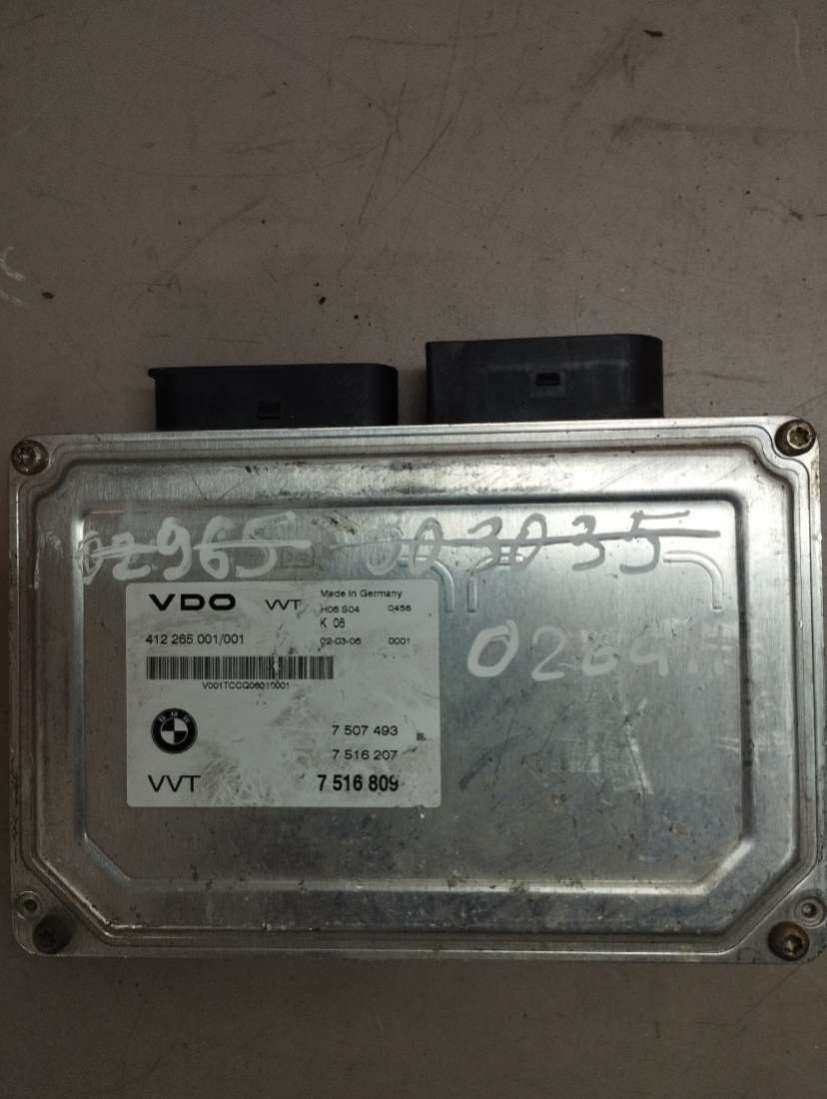 02965 003035
VDO VVT Made in Germany
H06 S04 0456
K 06
412 265 001/001 02-03-06 0001
V001TCCQ06010001
BMW
7 507 493
7 516 207
VVT 7 516 809